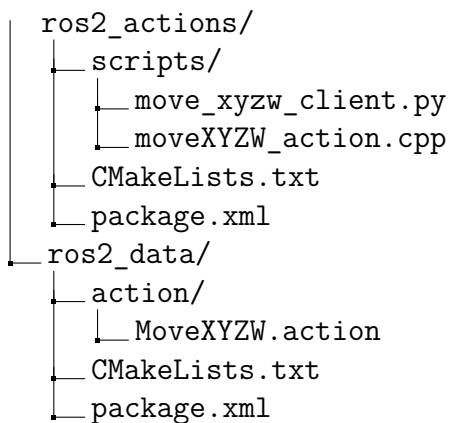 ros2_actions/
scripts/
move_xyzw_client.py
moveXYZW_action.cpp
CMakeLists.txt
package.xml
ros2_data/
action/
MoveXYZW.action
CMakeLists.txt
package.xml